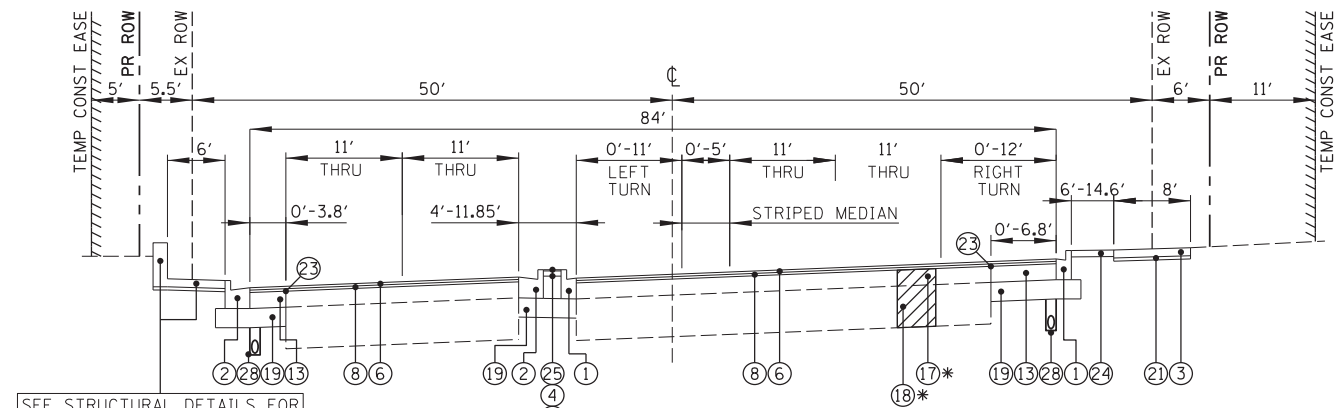 TEMP CONST EASE
PR ROW
EX ROW
℄
EX ROW
PR ROW
TEMP CONST EASE
5' 5.5' 50' 50' 6' 11'
84'
6' 11' 11' 0'-11' 0'-5' 11' 11' 0'-12'
THRU THRU LEFT TURN THRU THRU RIGHT TURN
6'-14.6' 8'
0'-3.8' 4'-11.85' STRIPED MEDIAN 0'-6.8'
23 23
2 28 19 13 8 6 19 2 25 1 8 6 17* 19 13 28 1 24 21 3
4 18*
SEE STRUCTURAL DETAILS FOR